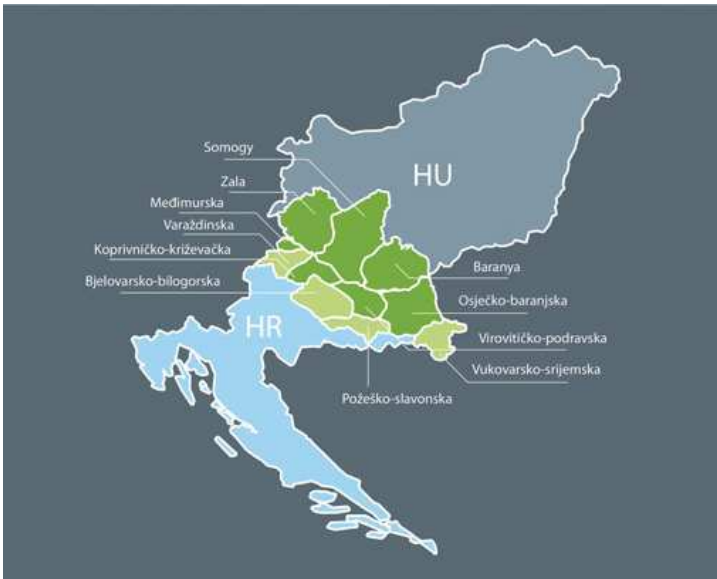 Somogy
HU
Zala
Međimurska
Varaždinska
Koprivničko-križevačka
Baranya
Bjelovarsko-bilogorska
Osječko-baranjska
HR
Virovitičko-podravska
Vukovarsko-srijemska
Požeško-slavonska